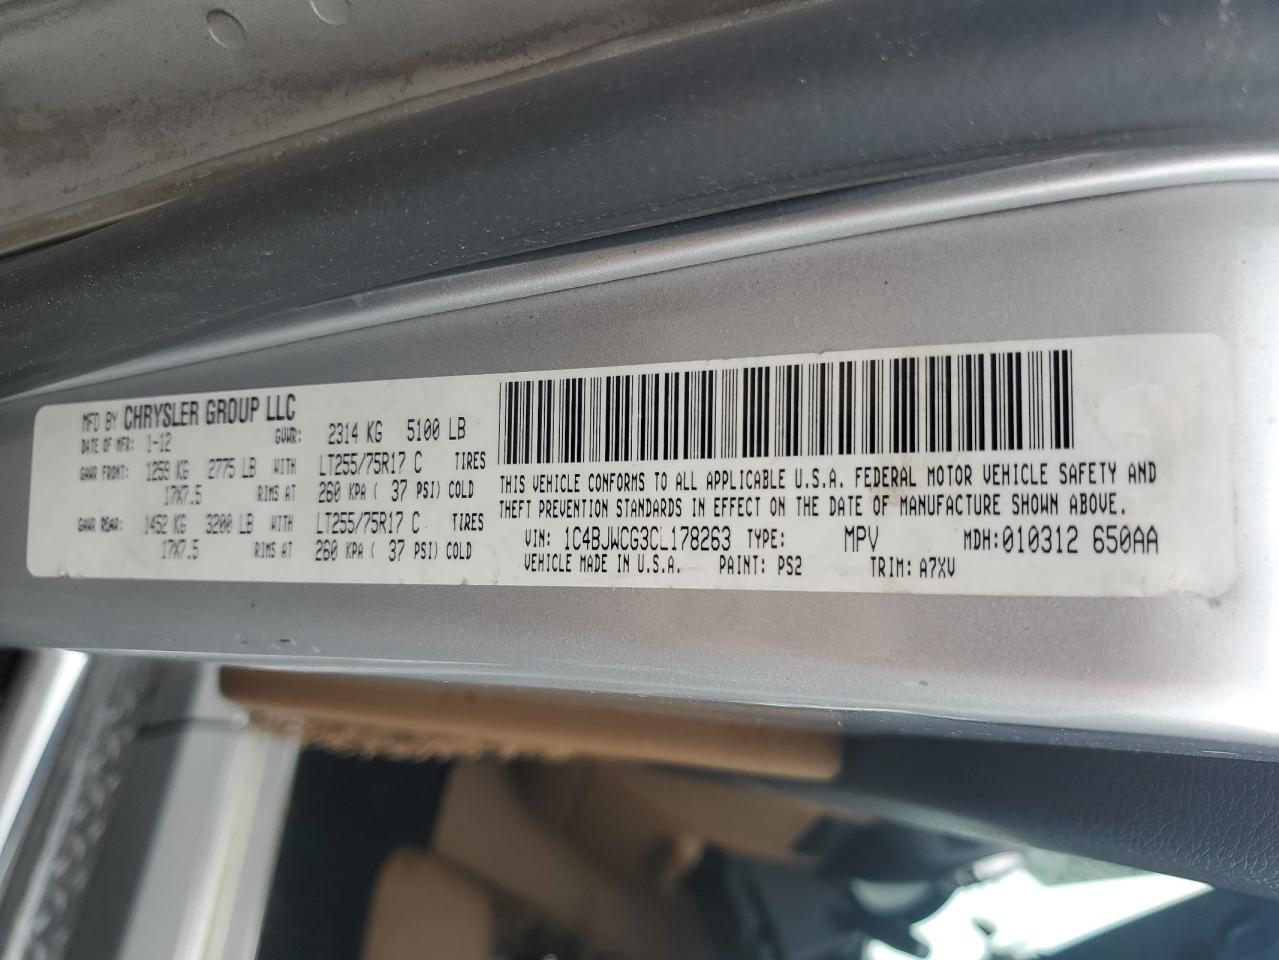 MFD BY CHRYSLER GROUP LLC
DATE OF MFR: 1-12 GVWR: 2314 KG 5100 LB
GAWR FRONT: 1259 KG 2775 LB WITH LT255/75R17 C TIRES
17X7.5 RIMS AT 260 KPA ( 37 PSI) COLD
GAWR REAR: 1452 KG 3200 LB WITH LT255/75R17 C TIRES
17X7.5 RIMS AT 260 KPA ( 37 PSI) COLD
THIS VEHICLE CONFORMS TO ALL APPLICABLE U.S.A. FEDERAL MOTOR VEHICLE SAFETY AND
THEFT PREVENTION STANDARDS IN EFFECT ON THE DATE OF MANUFACTURE SHOWN ABOVE.
VIN: 1C4BJWCG3CL178263 TYPE: MPV MDH:010312 650AA
VEHICLE MADE IN U.S.A. PAINT: PS2 TRIM: A7XV